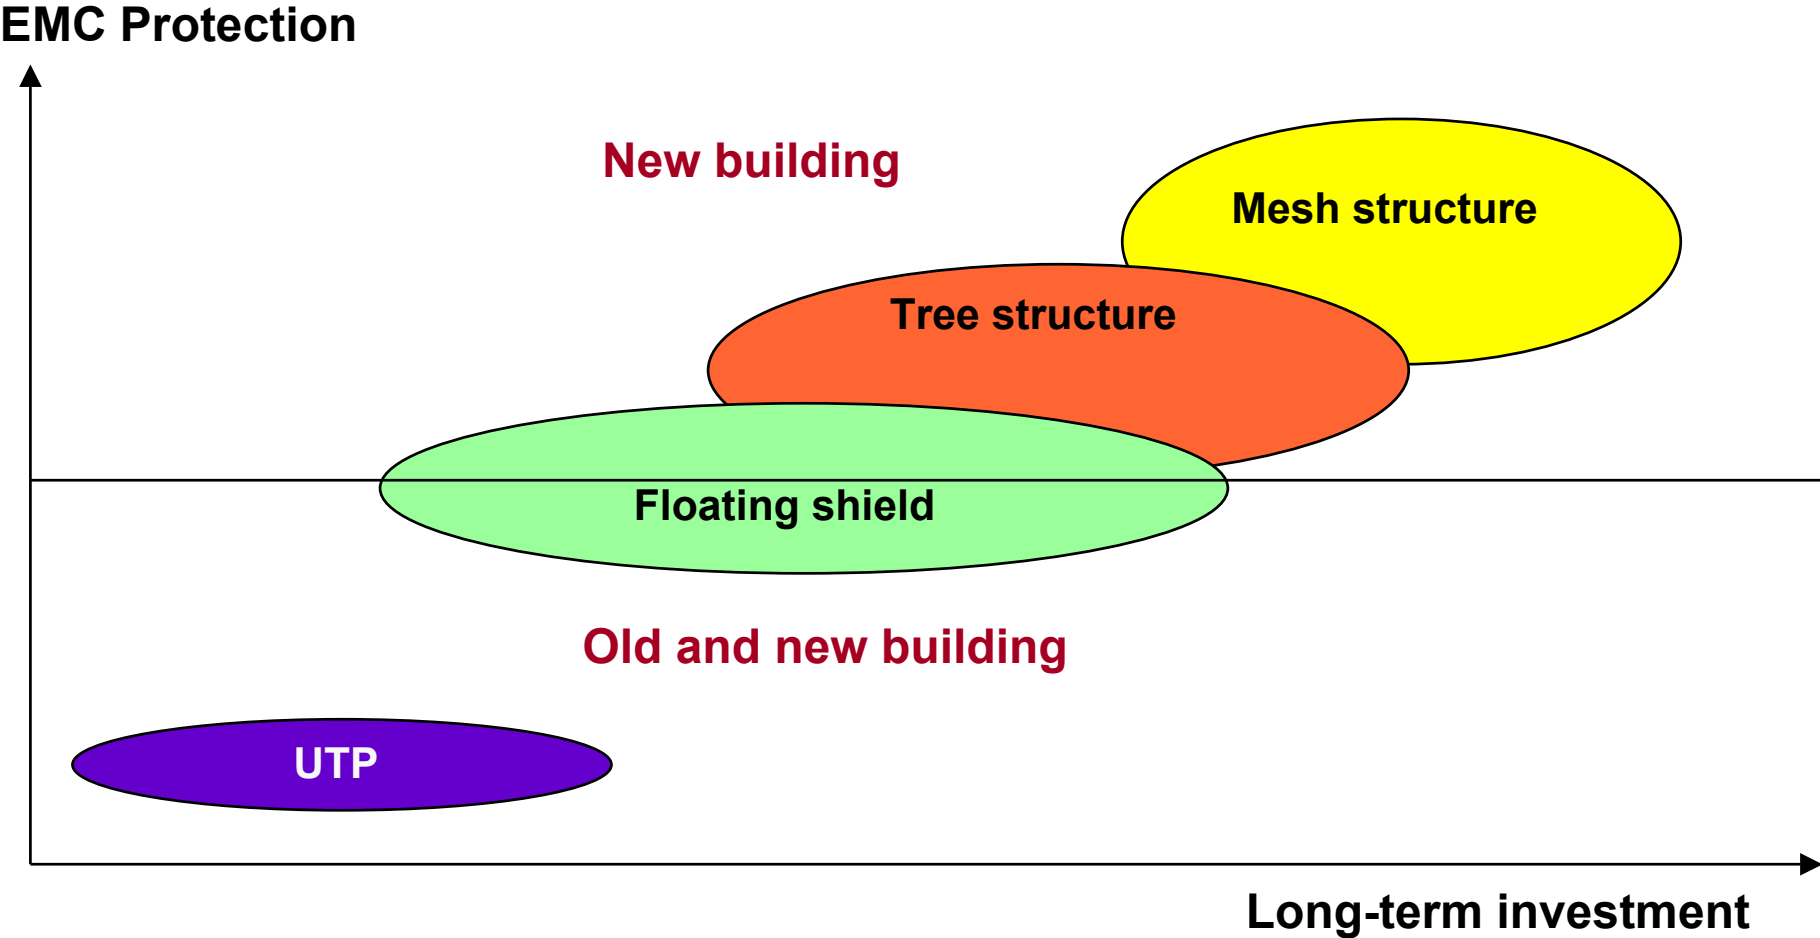 EMC Protection
New building
Mesh structure
Tree structure
Floating shield
Old and new building
UTP
Long-term investment